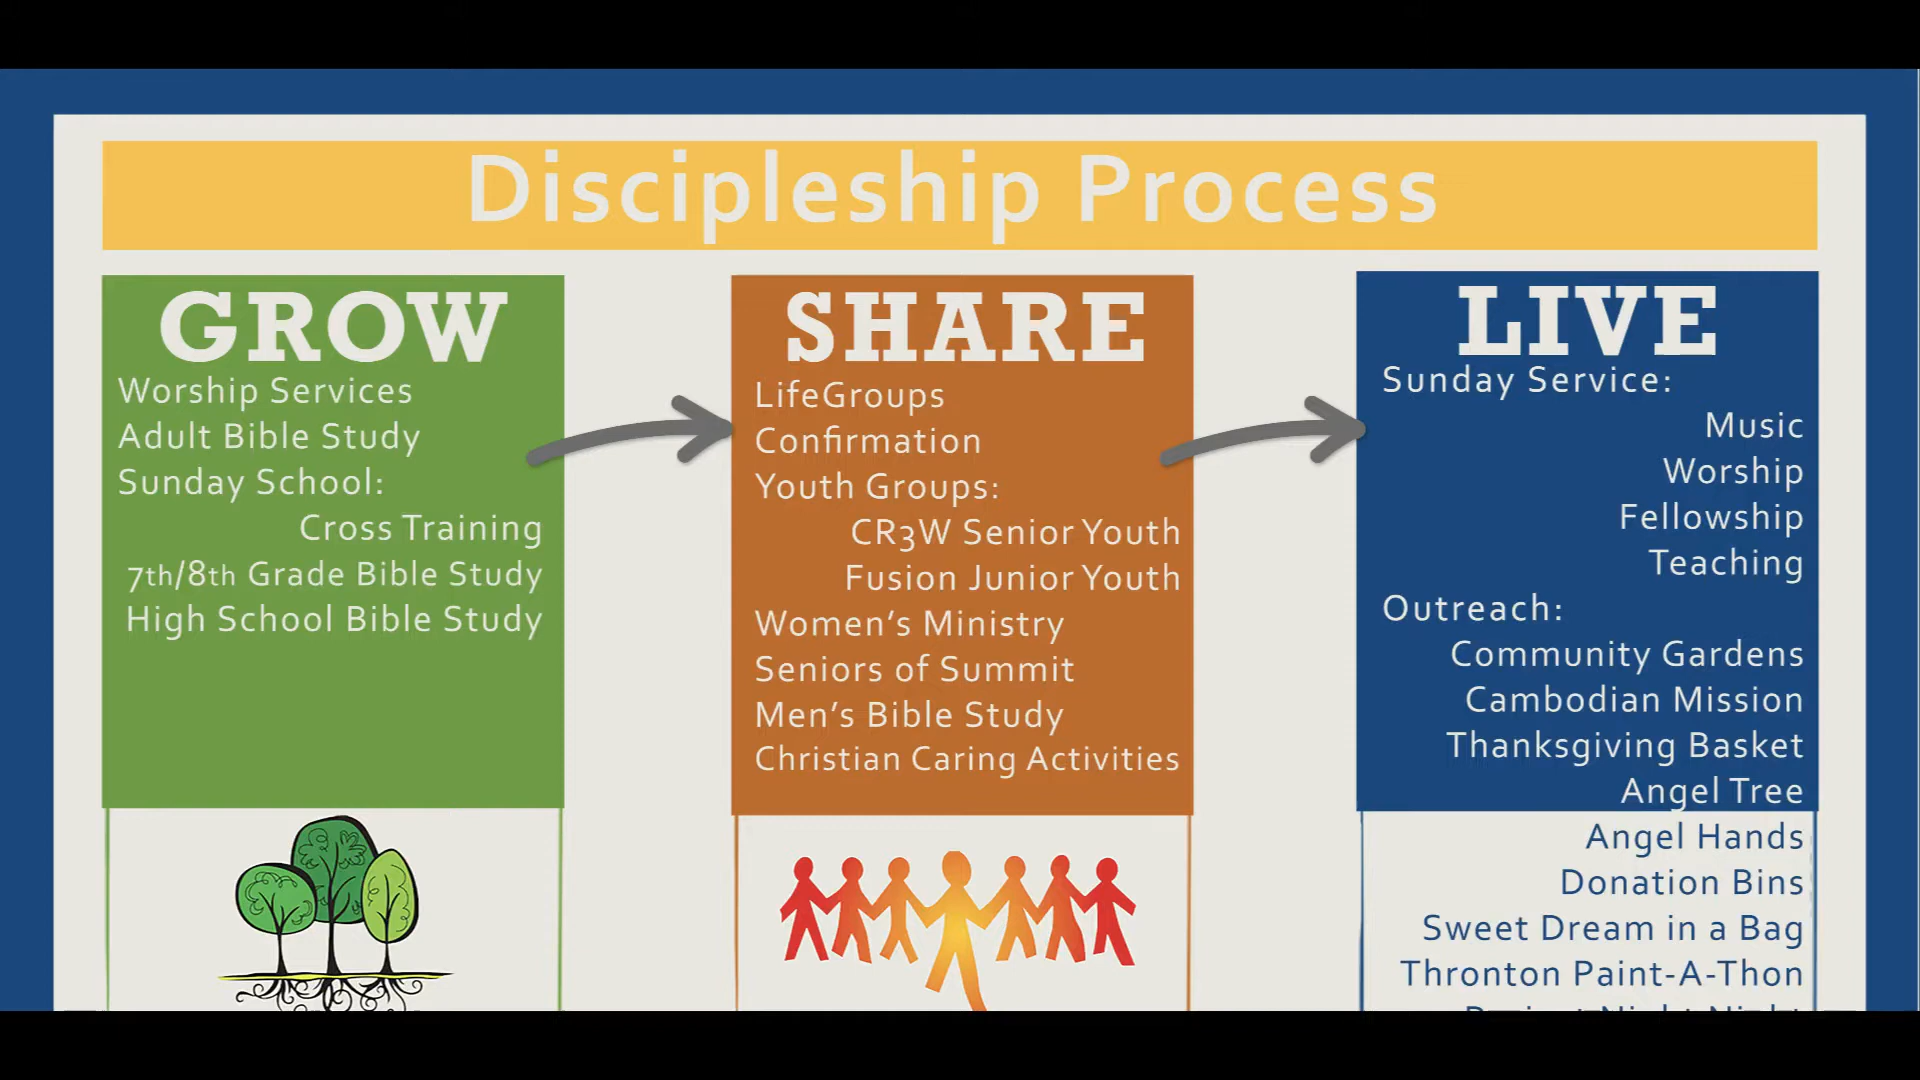 Discipleship Process
GROW
Worship Services
Adult Bible Study
Sunday School:
Cross Training
7th/8th Grade Bible Study
High School Bible Study
SHARE
LifeGroups
Confirmation
Youth Groups:
CR3W Senior Youth
Fusion Junior Youth
Women's Ministry
Seniors of Summit
Men's Bible Study
Christian Caring Activities
LIVE
Sunday Service:
Music
Worship
Fellowship
Teaching
Outreach:
Community Gardens
Cambodian Mission
Thanksgiving Basket
Angel Tree
Angel Hands
Donation Bins
Sweet Dream in a Bag
Thronton Paint-A-Thon